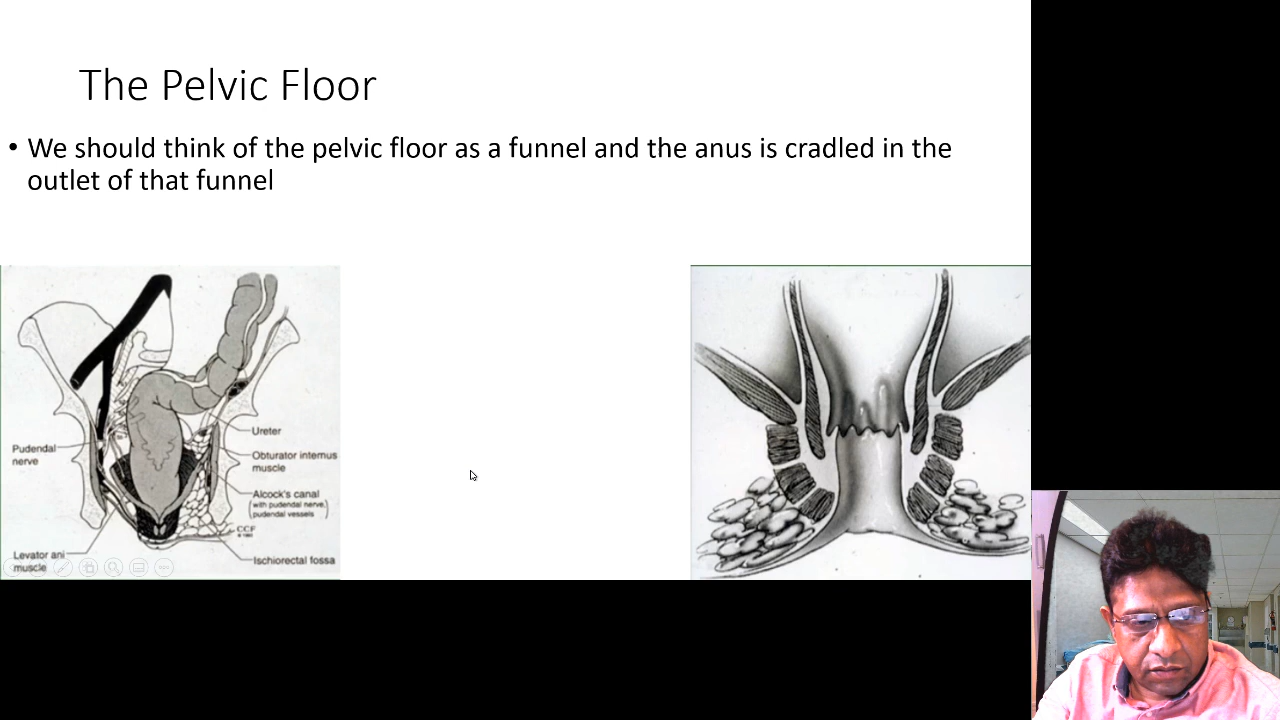 The Pelvic Floor
• We should think of the pelvic floor as a funnel and the anus is cradled in the
outlet of that funnel
Pudendal
nerve
Levator ani
muscle
Ureter
Obturator internus
muscle
Alcock's canal
(with pudendal nerve,
pudendal vessels)
CCF
Ischiorectal fossa